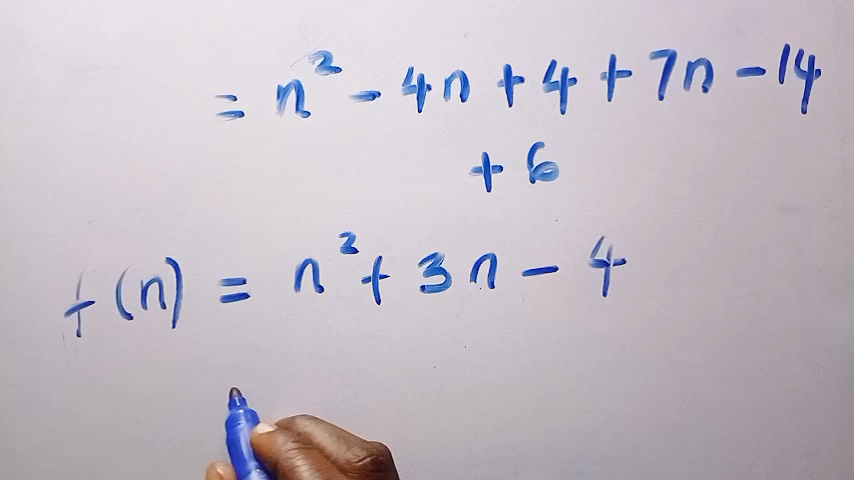 = n² - 4n + 4 + 7n - 14
+ 6
f(n) = n² + 3n - 4